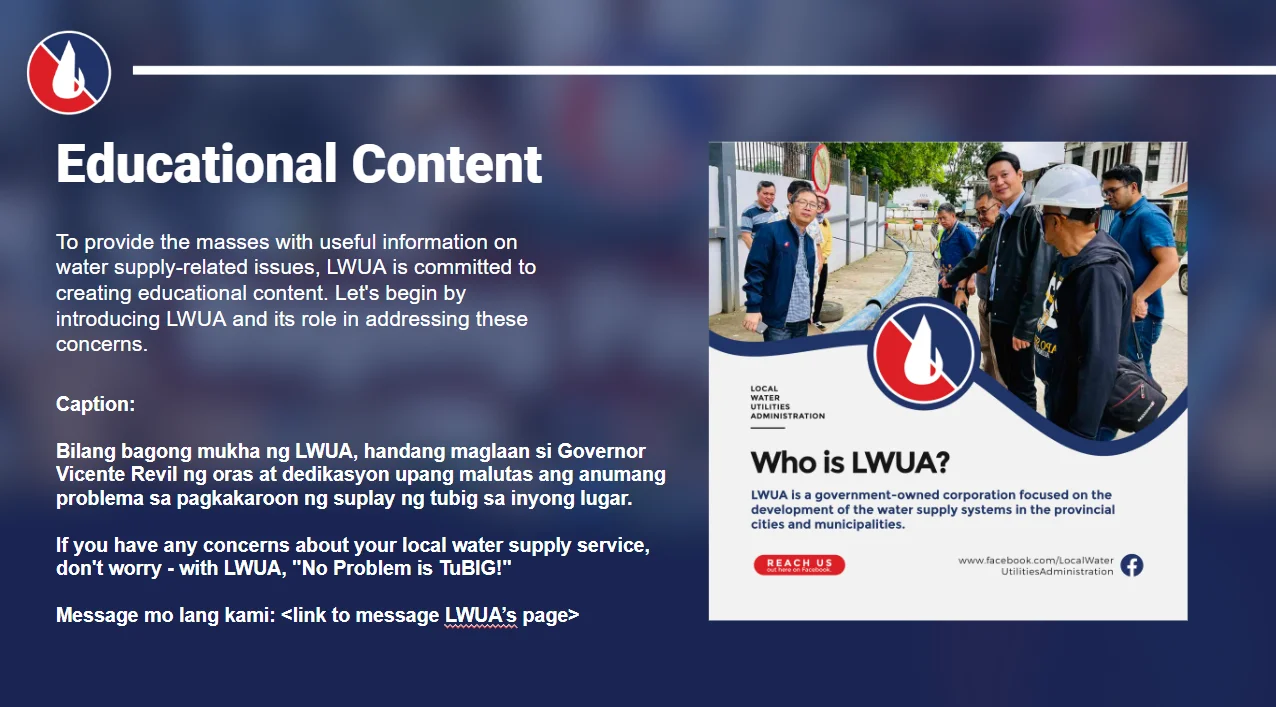 Educational Content
To provide the masses with useful information on
water supply-related issues, LWUA is committed to
creating educational content. Let's begin by
introducing LWUA and its role in addressing these
concerns.
Caption:
Bilang bagong mukha ng LWUA, handang maglaan si Governor
Vicente Revil ng oras at dedikasyon upang malutas ang anumang
problema sa pagkakaroon ng suplay ng tubig sa inyong lugar.
If you have any concerns about your local water supply service,
don't worry - with LWUA, "No Problem is TuBIG!"
Message mo lang kami: <link to message LWUA’s page>
LOCAL
WATER
UTILITIES
ADMINISTRATION
Who is LWUA?
LWUA is a government-owned corporation focused on the
development of the water supply systems in the provincial
cities and municipalities.
REACH US
out here on Facebook.
www.facebook.com/LocalWater
UtilitiesAdministration